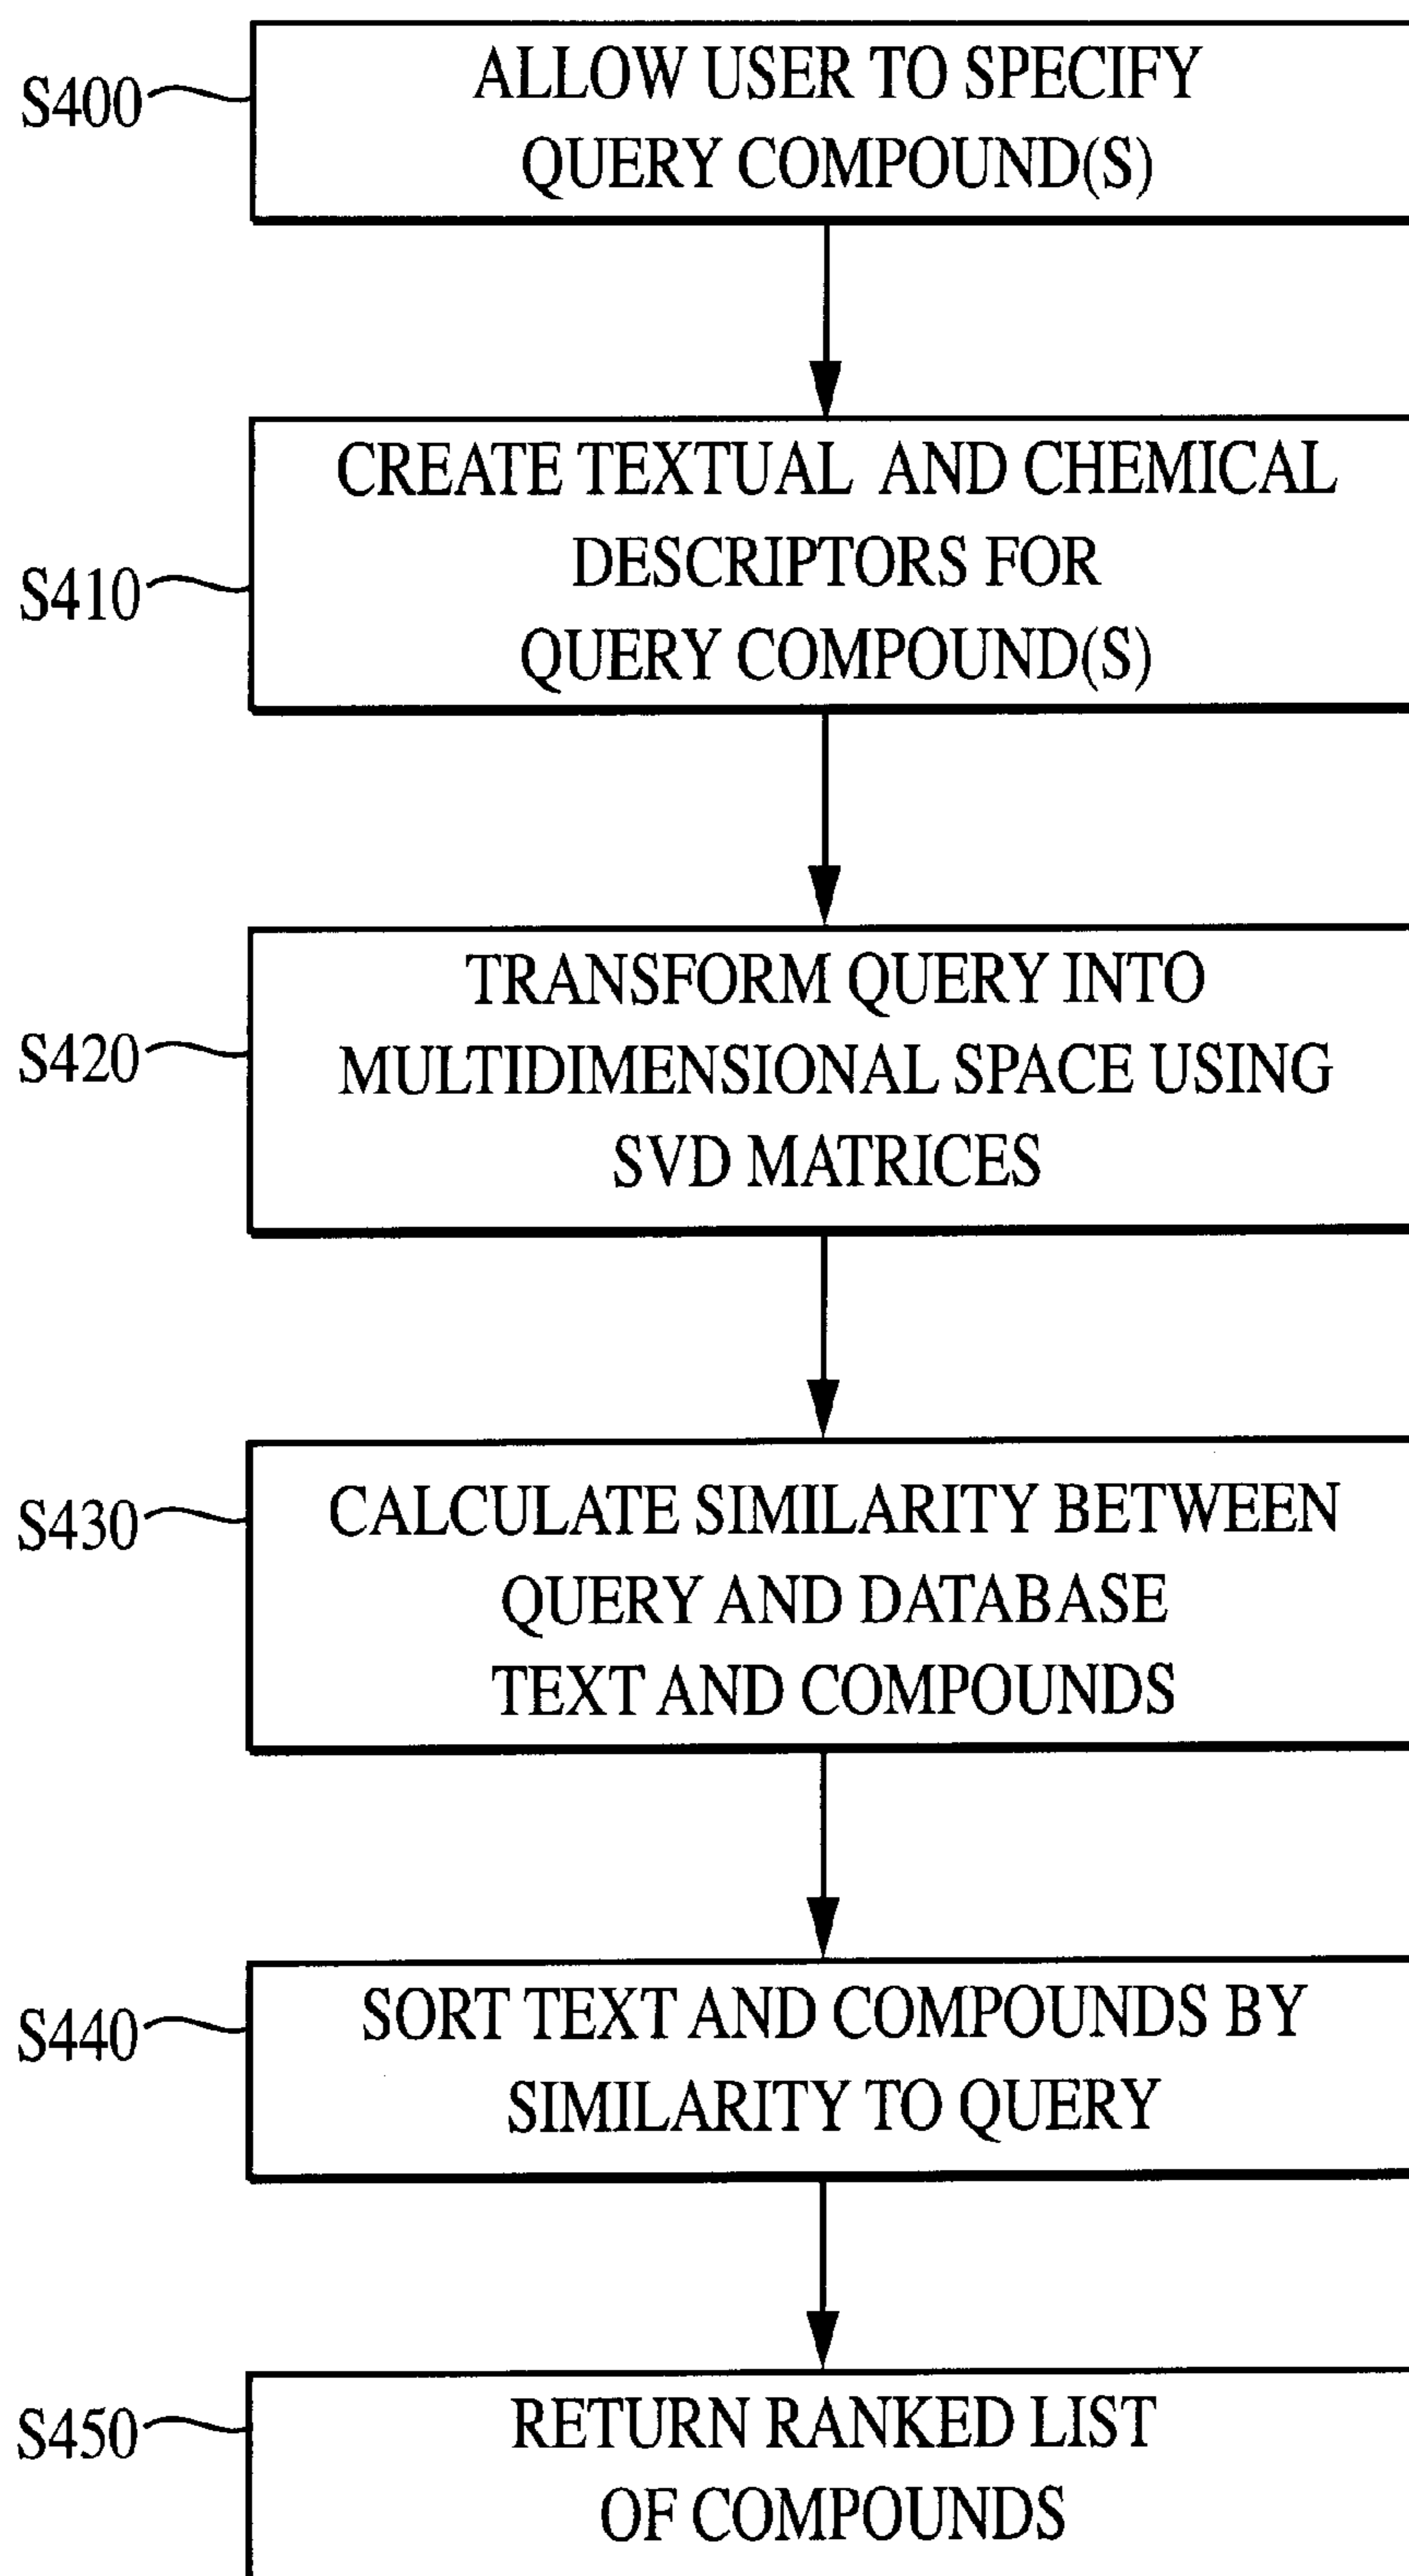 S400
ALLOW USER TO SPECIFY
QUERY COMPOUND(S)
S410
CREATE TEXTUAL AND CHEMICAL
DESCRIPTORS FOR
QUERY COMPOUND(S)
S420
TRANSFORM QUERY INTO
MULTIDIMENSIONAL SPACE USING
SVD MATRICES
S430
CALCULATE SIMILARITY BETWEEN
QUERY AND DATABASE
TEXT AND COMPOUNDS
S440
SORT TEXT AND COMPOUNDS BY
SIMILARITY TO QUERY
S450
RETURN RANKED LIST
OF COMPOUNDS